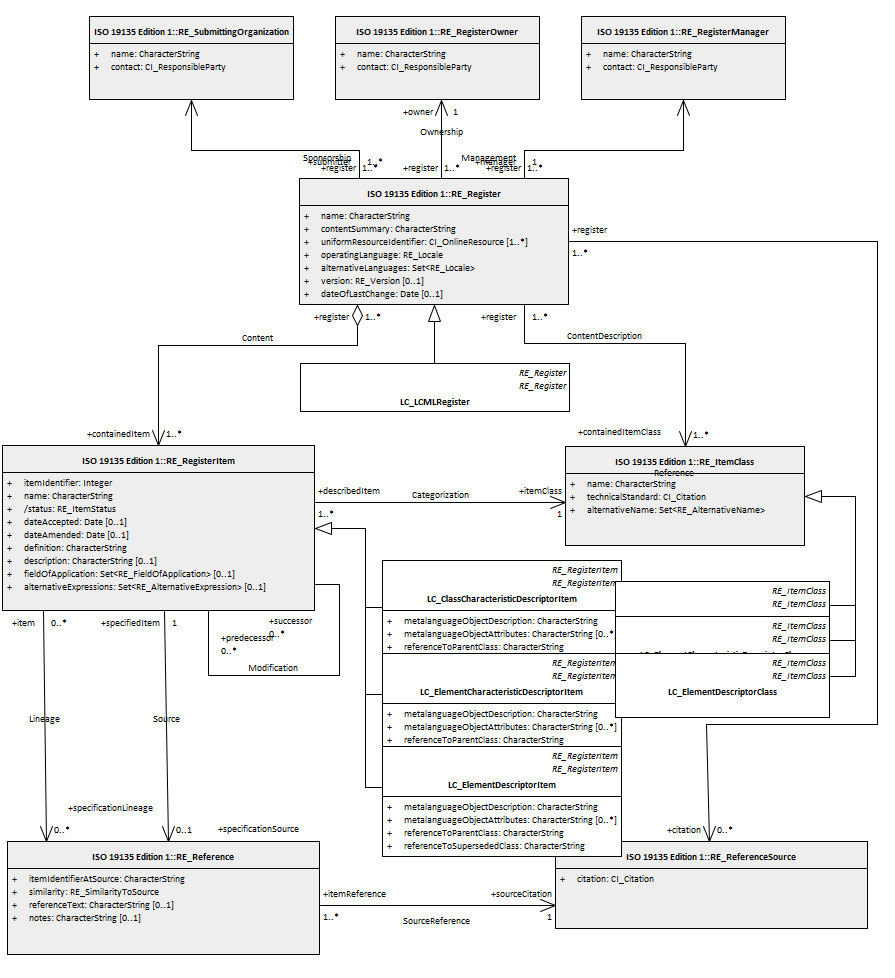 ISO 19135 Edition 1::RE_SubmittingOrganization
+ name: CharacterString
+ contact: CI_ResponsibleParty
ISO 19135 Edition 1::RE_RegisterOwner
+ name: CharacterString
+ contact: CI_ResponsibleParty
ISO 19135 Edition 1::RE_RegisterManager
+ name: CharacterString
+ contact: CI_ResponsibleParty
+owner 1
Ownership
Sponsorship
+submitter 1..*
+register 1..*
+register 1..*
Management
+manager 1
+register 1..*
ISO 19135 Edition 1::RE_Register
+ name: CharacterString
+ contentSummary: CharacterString
+ uniformResourceIdentifier: CI_OnlineResource [1..*]
+ operatingLanguage: RE_Locale
+ alternativeLanguages: Set<RE_Locale>
+ version: RE_Version [0..1]
+ dateOfLastChange: Date [0..1]
+register
1..*
+register 1..*
+register 1..*
Content
ContentDescription
RE_Register
RE_Register
LC_LCMLRegister
+containedItem 1..*
+containedItemClass 1..*
ISO 19135 Edition 1::RE_RegisterItem
+ itemIdentifier: Integer
+ name: CharacterString
+ /status: RE_ItemStatus
+ dateAccepted: Date [0..1]
+ dateAmended: Date [0..1]
+ definition: CharacterString
+ description: CharacterString [0..1]
+ fieldOfApplication: Set<RE_FieldOfApplication> [0..1]
+ alternativeExpressions: Set<RE_AlternativeExpression> [0..1]
ISO 19135 Edition 1::RE_ItemClass
Reference
+ name: CharacterString
+ technicalStandard: CI_Citation
+ alternativeName: Set<RE_AlternativeName>
+describedItem
1..*
Categorization
+itemClass
1
RE_RegisterItem
RE_RegisterItem
LC_ClassCharacteristicDescriptorItem
+ metalanguageObjectDescription: CharacterString
+ metalanguageObjectAttributes: CharacterString [0..*]
+ referenceToParentClass: CharacterString
RE_ItemClass
RE_ItemClass
RE_ItemClass
RE_ItemClass
RE_ItemClass
RE_ItemClass
LC_ElementDescriptorClass
RE_RegisterItem
RE_RegisterItem
LC_ElementCharacteristicDescriptorItem
+ metalanguageObjectDescription: CharacterString
+ metalanguageObjectAttributes: CharacterString [0..*]
+ referenceToParentClass: CharacterString
RE_RegisterItem
RE_RegisterItem
LC_ElementDescriptorItem
+ metalanguageObjectDescription: CharacterString
+ metalanguageObjectAttributes: CharacterString [0..*]
+ referenceToParentClass: CharacterString
+ referenceToSupersededClass: CharacterString
+item 0..*
+specifiedItem 1
+successor
0..*
+predecessor
0..*
Modification
Lineage
Source
+specificationLineage
0..*
0..1
+specificationSource
+citation 0..*
ISO 19135 Edition 1::RE_Reference
+ itemIdentifierAtSource: CharacterString
+ similarity: RE_SimilarityToSource
+ referenceText: CharacterString [0..1]
+ notes: CharacterString [0..1]
+itemReference
1..*
SourceReference
+sourceCitation
1
ISO 19135 Edition 1::RE_ReferenceSource
+ citation: CI_Citation